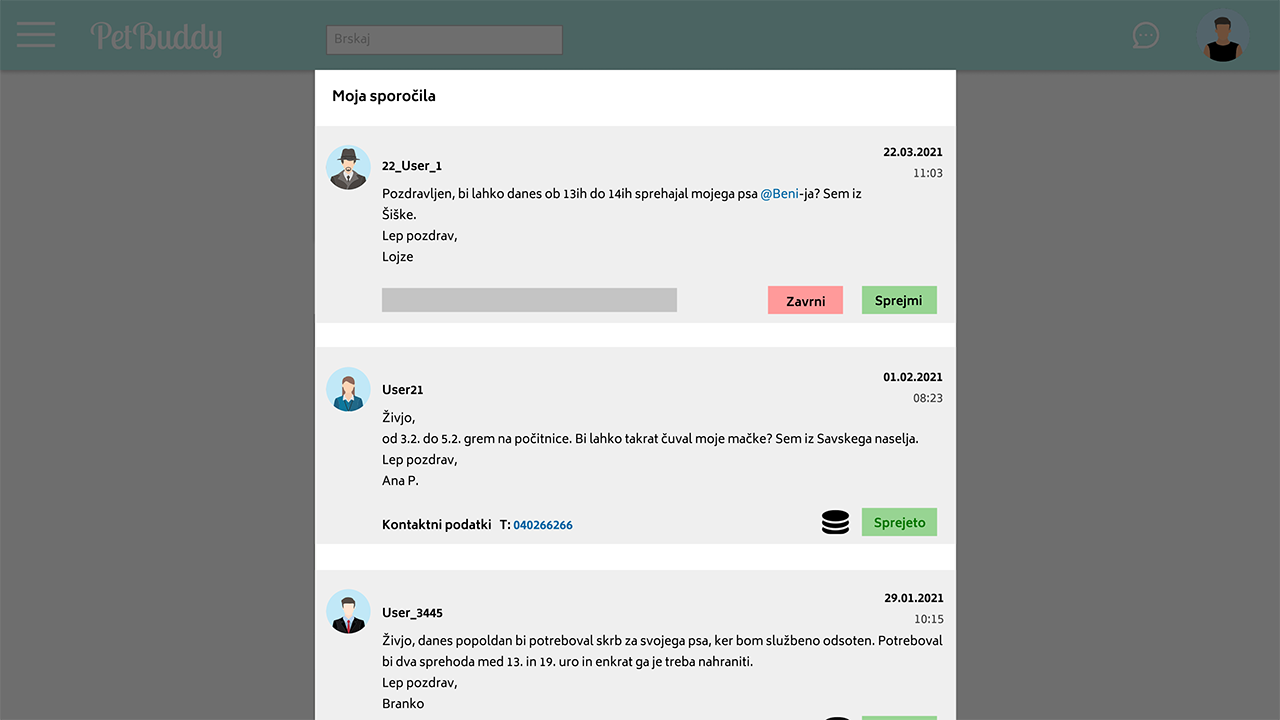 PetBuddy
Brskaj
Moja sporočila
22_User_1
22.03.2021
11:03
Pozdravljen, bi lahko danes ob 13ih do 14ih sprehajal mojega psa @Beni-ja? Sem iz
Šiške.
Lep pozdrav,
Lojze
Zavrni
Sprejmi
User21
01.02.2021
08:23
Živjo,
od 3.2. do 5.2. grem na počitnice. Bi lahko takrat čuval moje mačke? Sem iz Savskega naselja.
Lep pozdrav,
Ana P.
Kontaktni podatki T: 040266266
Sprejeto
User_3445
29.01.2021
10:15
Živjo, danes popoldan bi potreboval skrb za svojega psa, ker bom službeno odsoten. Potreboval
bi dva sprehoda med 13. in 19. uro in enkrat ga je treba nahraniti.
Lep pozdrav,
Branko